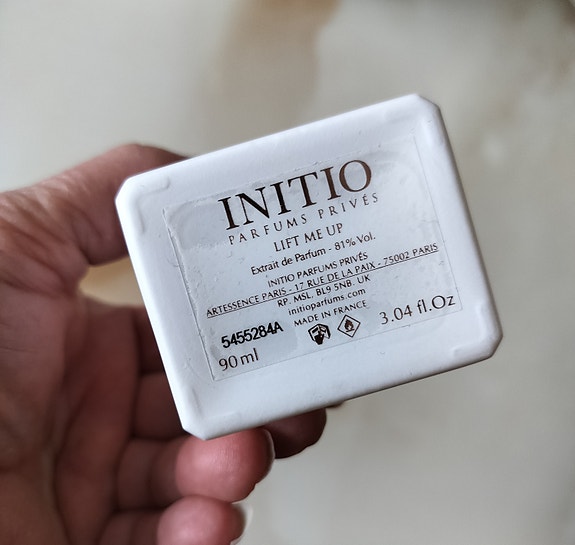 INITIO
PARFUMS PRIVÉS
LIFT ME UP
Extrait de Parfum - 81% Vol.
INITIO PARFUMS PRIVÉS
ARTESSENCE PARIS - 17 RUE DE LA PAIX - 75002 PARIS
RP. MSL. BL9 5NB. UK
initioparfums.com
MADE IN FRANCE
5455284A
90 ml
3.04 fl.Oz